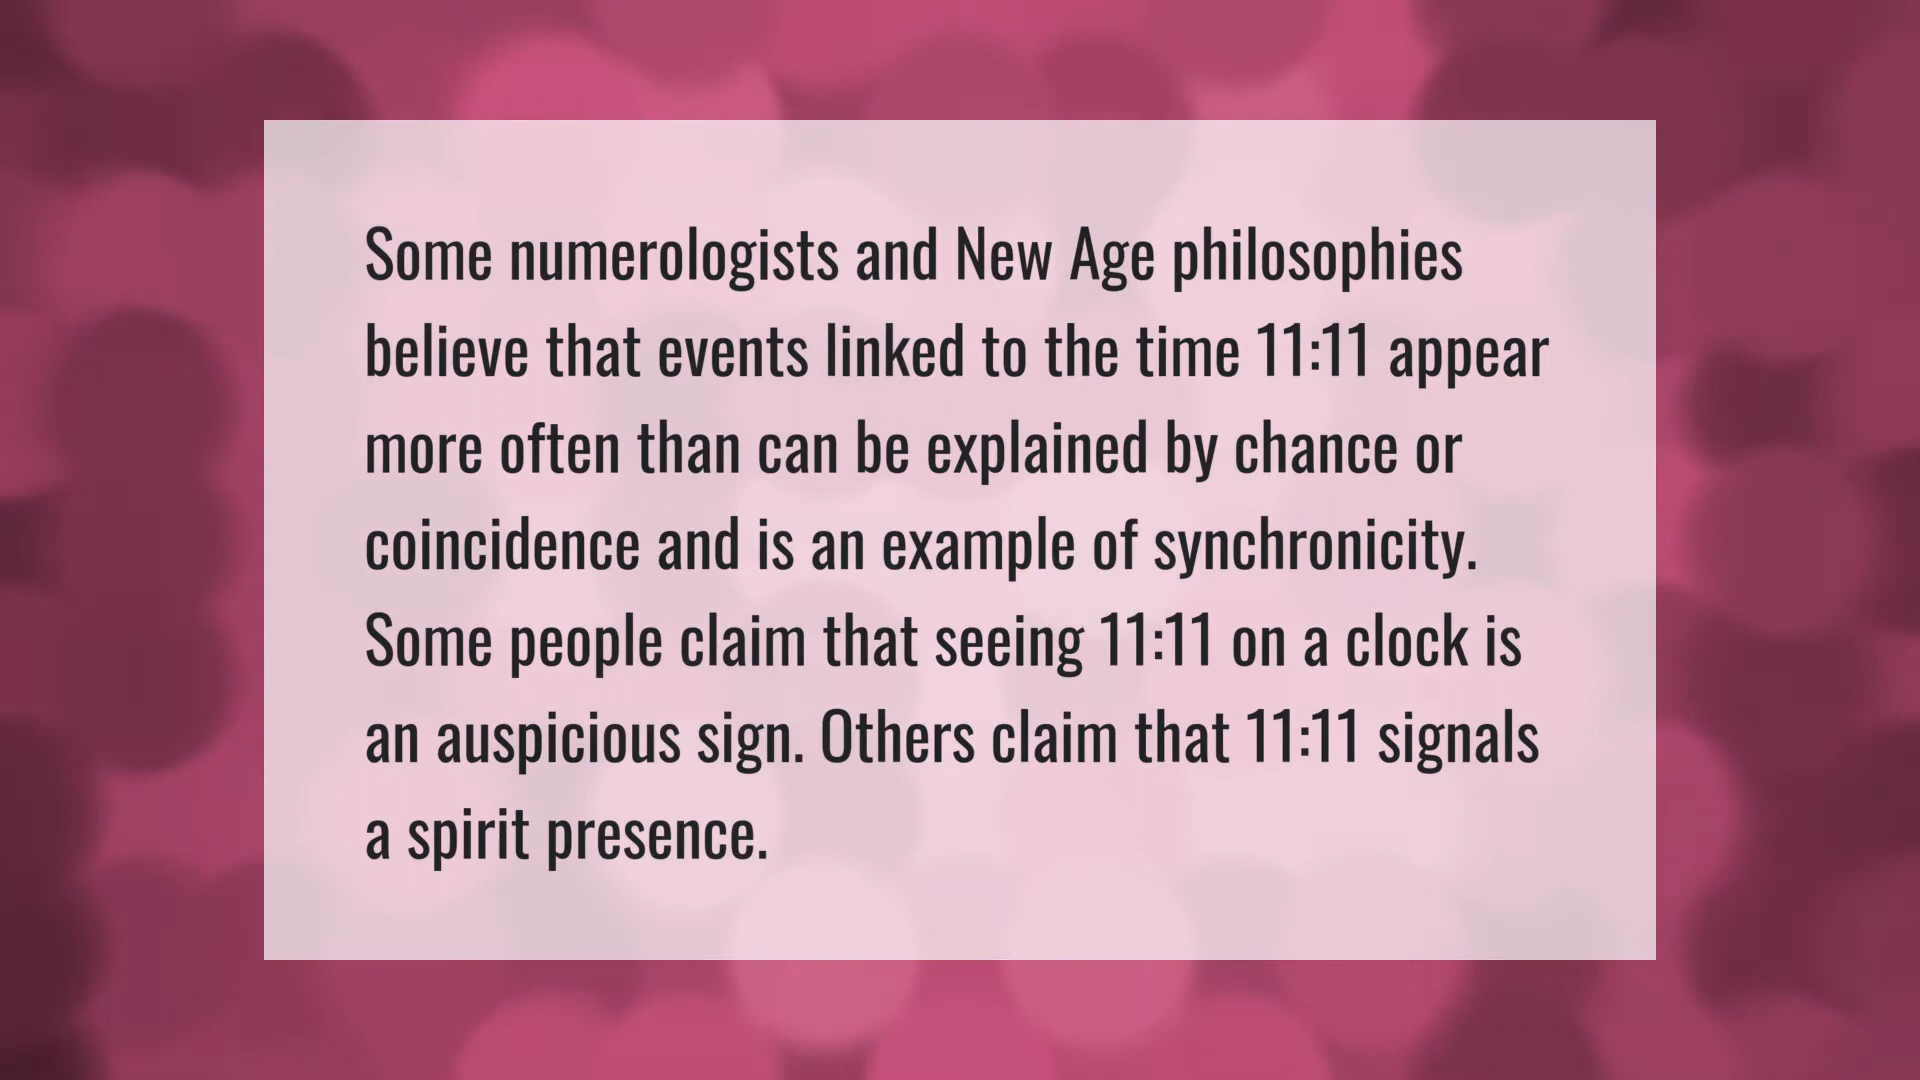 Some numerologists and New Age philosophies
believe that events linked to the time 11:11 appear
more often than can be explained by chance or
coincidence and is an example of synchronicity.
Some people claim that seeing 11:11 on a clock is
an auspicious sign. Others claim that 11:11 signals
a spirit presence.